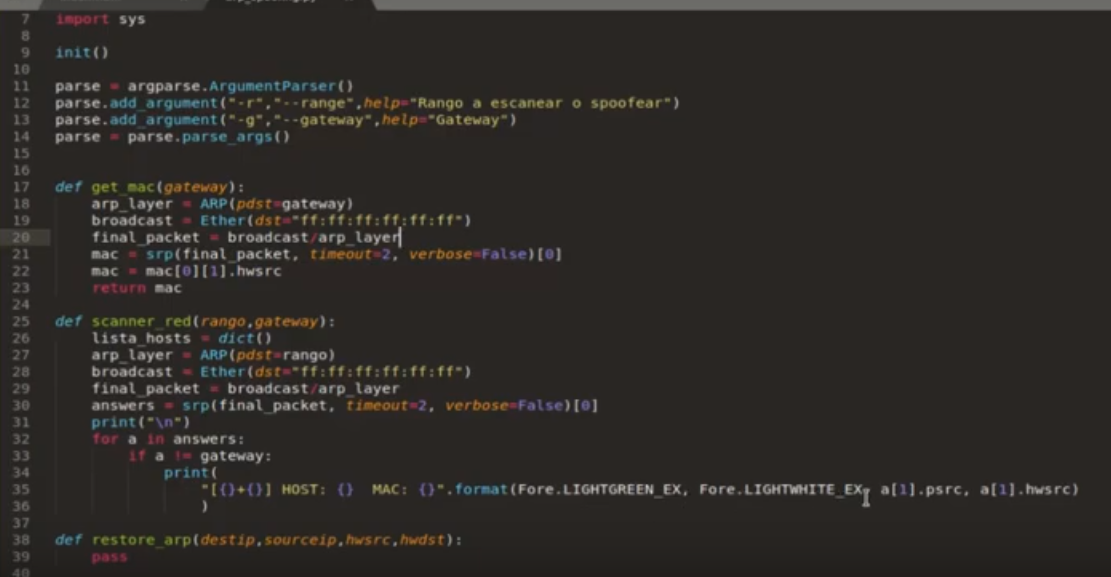 7 import sys
8
9 init()
10
11 parse = argparse.ArgumentParser()
12 parse.add_argument("-r","--range",help="Rango a escanear o spoofear")
13 parse.add_argument("-g","--gateway",help="Gateway")
14 parse = parse.parse_args()
15
16
17 def get_mac(gateway):
18     arp_layer = ARP(pdst=gateway)
19     broadcast = Ether(dst="ff:ff:ff:ff:ff:ff")
20     final_packet = broadcast/arp_layer
21     mac = srp(final_packet, timeout=2, verbose=False)[0]
22     mac = mac[0][1].hwsrc
23     return mac
24
25 def scanner_red(rango,gateway):
26     lista_hosts = dict()
27     arp_layer = ARP(pdst=rango)
28     broadcast = Ether(dst="ff:ff:ff:ff:ff:ff")
29     final_packet = broadcast/arp_layer
30     answers = srp(final_packet, timeout=2, verbose=False)[0]
31     print("\n")
32     for a in answers:
33         if a != gateway:
34             print(
35                 "[{}+{}] HOST: {}  MAC: {}".format(Fore.LIGHTGREEN_EX, Fore.LIGHTWHITE_EX, a[1].psrc, a[1].hwsrc)
36                 )
37
38 def restore_arp(destip,sourceip,hwsrc,hwdst):
39     pass
40